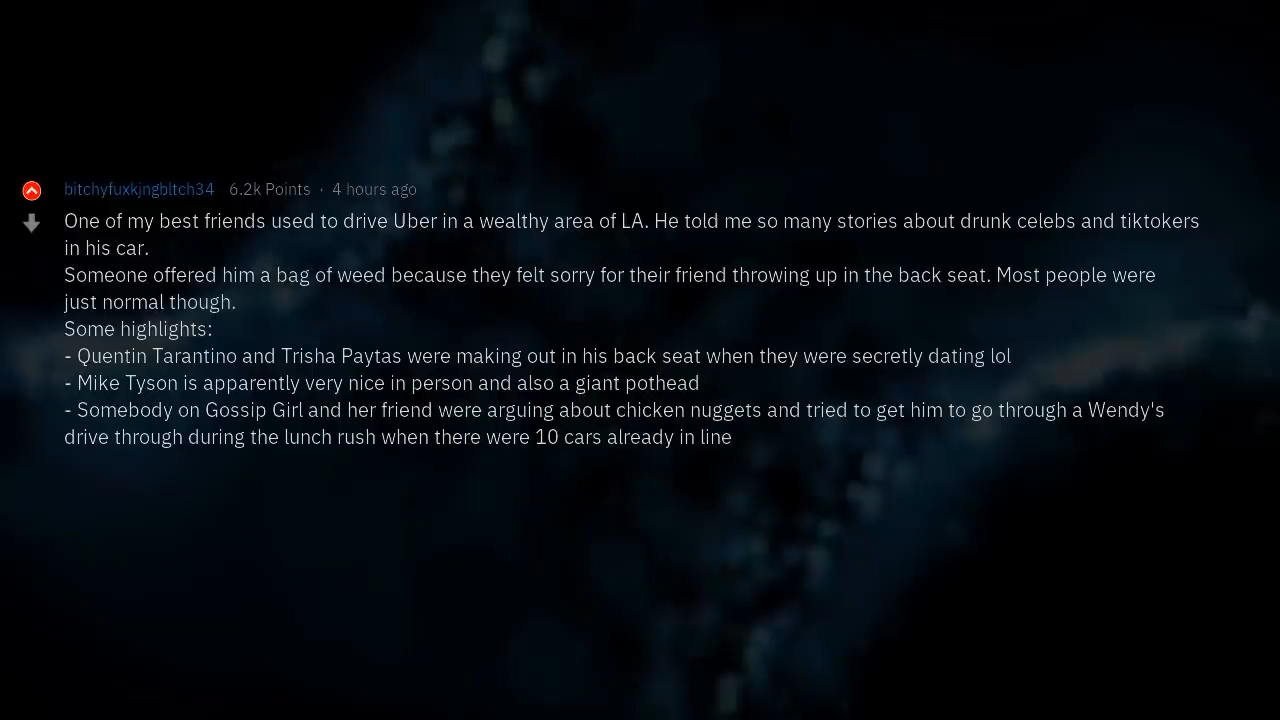 bitchyfuxkjngbltch34 6.2k Points · 4 hours ago
One of my best friends used to drive Uber in a wealthy area of LA. He told me so many stories about drunk celebs and tiktokers
in his car.
Someone offered him a bag of weed because they felt sorry for their friend throwing up in the back seat. Most people were
just normal though.
Some highlights:
- Quentin Tarantino and Trisha Paytas were making out in his back seat when they were secretly dating lol
- Mike Tyson is apparently very nice in person and also a giant pothead
- Somebody on Gossip Girl and her friend were arguing about chicken nuggets and tried to get him to go through a Wendy's
drive through during the lunch rush when there were 10 cars already in line